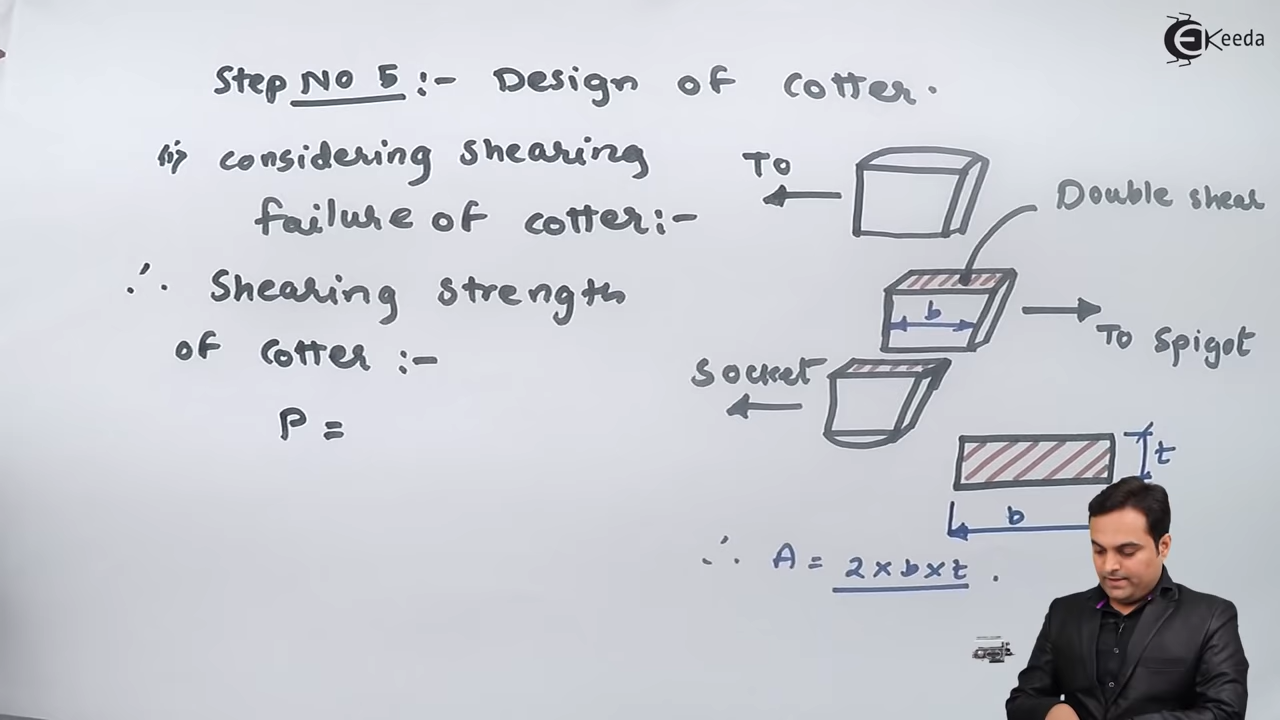 Keeda
Step No 5 :- Design of Cotter.
(i) considering shearing
failure of cotter:-
∴ Shearing strength
of cotter :-
P =
To
Double shear
b
To Spigot
Socket
t
b
∴ A = 2×b×t .